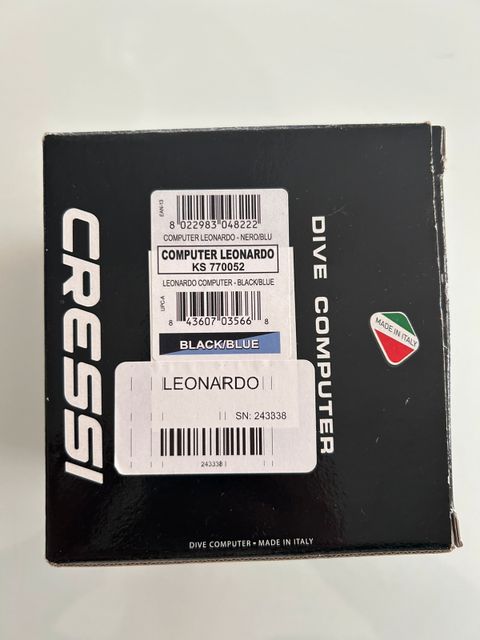 CRESSI
EAN-13
8 022983 048222
COMPUTER LEONARDO - NERO/BLU
COMPUTER LEONARDO
KS 770052
LEONARDO COMPUTER - BLACK/BLUE
UPC-A
8 43607 03566 8
BLACK/BLUE
LEONARDO
SN: 243338
243338
DIVE COMPUTER
MADE IN ITALY
DIVE COMPUTER • MADE IN ITALY